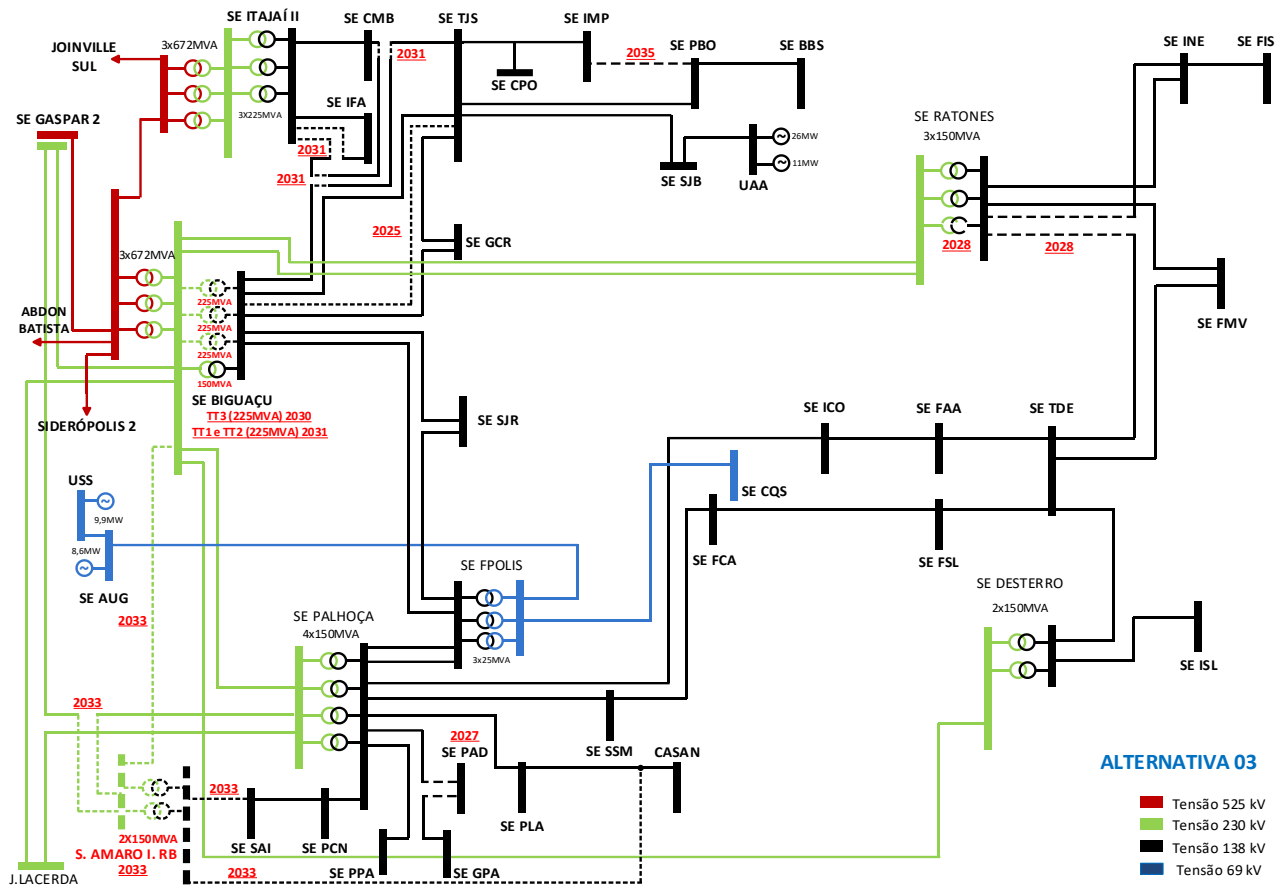 SE ITAJAÍ II
SE CMB
SE TJS
SE IMP
JOINVILLE
SUL
3x672MVA
2031
2035
SE PBO
SE BBS
SE INE
SE FIS
SE CPO
3X225MVA
SE IFA
SE GASPAR 2
SE RATONES
3x150MVA
26MW
11MW
2031
2031
SE SJB
UAA
2025
SE GCR
2028
2028
3x672MVA
225MVA
225MVA
225MVA
150MVA
ABDON
BATISTA
SE FMV
SE BIGUAÇU
TT3 (225MVA) 2030
TT1 e TT2 (225MVA) 2031
SIDERÓPOLIS 2
SE SJR
SE ICO
SE FAA
SE TDE
USS
9,9MW
8,6MW
SE AUG
SE CQS
SE FCA
SE FSL
SE FPOLIS
3x25MVA
SE DESTERRO
2x150MVA
SE PALHOÇA
4x150MVA
2033
SE ISL
2033
2027
SE PAD
SE SSM
CASAN
ALTERNATIVA 03
2033
SE PLA
Tensão 525 kV
Tensão 230 kV
Tensão 138 kV
Tensão 69 kV
2X150MVA
S. AMARO I. RB
2033
SE SAI
SE PCN
SE PPA
SE GPA
2033
J.LACERDA